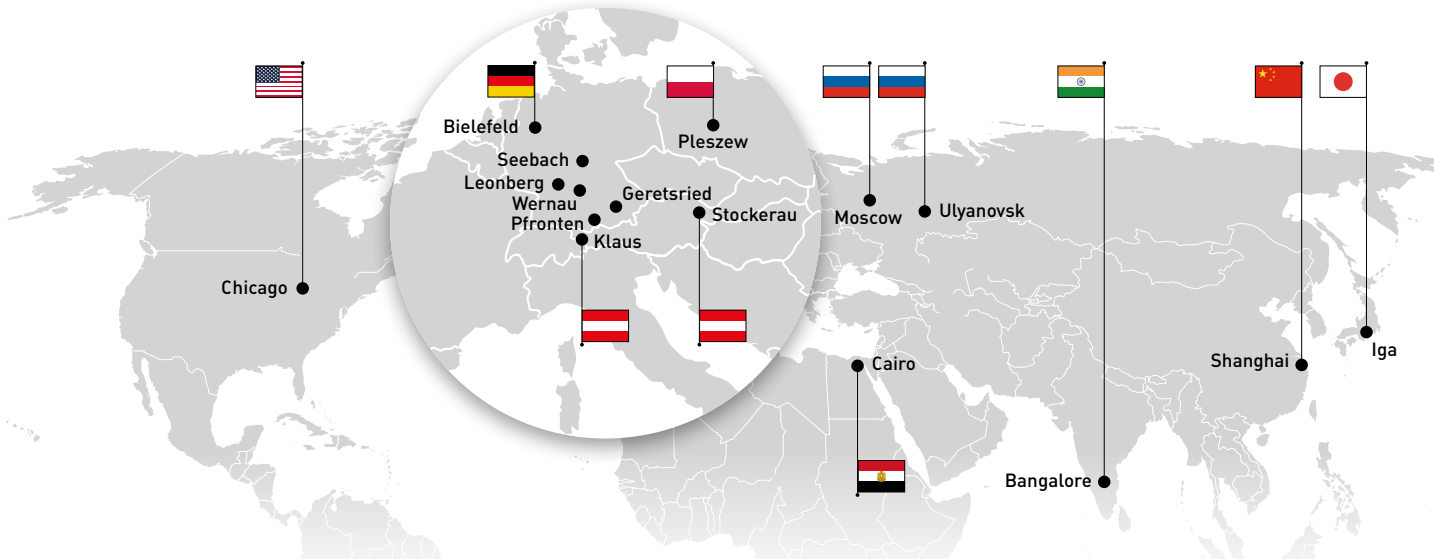 Bielefeld
Pleszew
Seebach
Leonberg
Wernau
Geretsried
Pfronten
Stockerau
Klaus
Moscow
Ulyanovsk
Chicago
Cairo
Shanghai
Iga
Bangalore